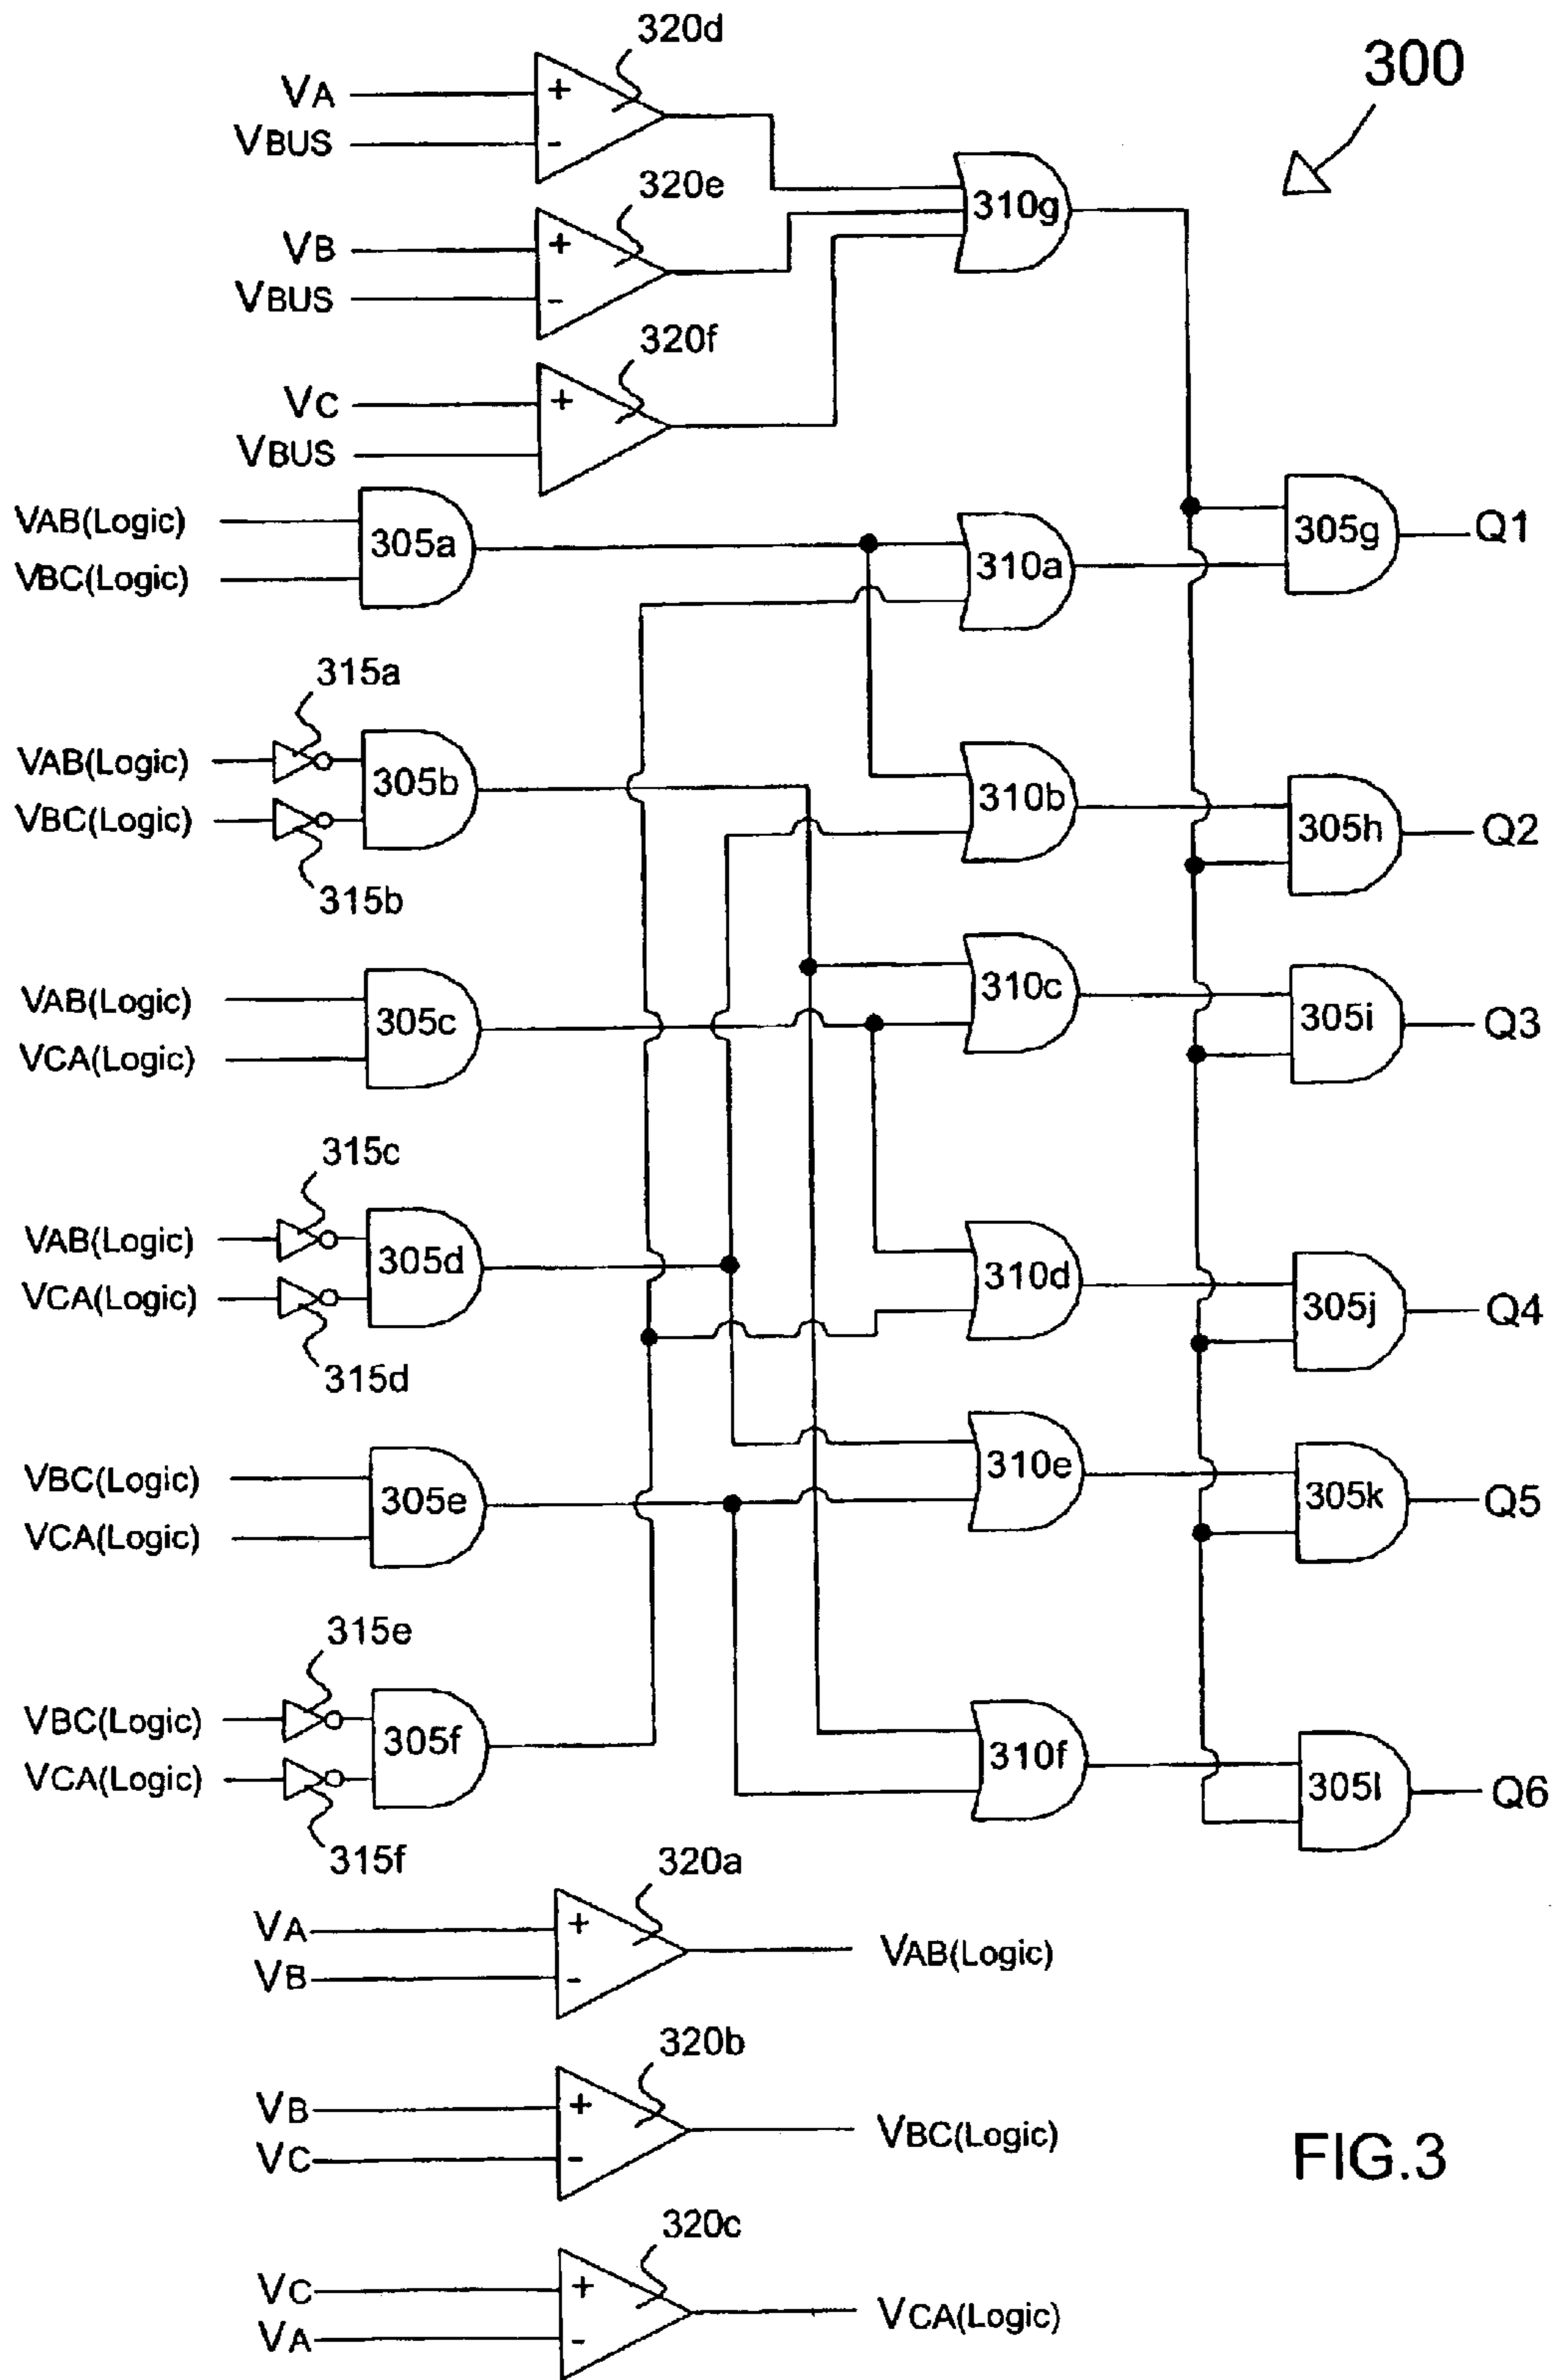 320d
300
VA
+
VBUS
-
320e
310g
VB
+
VBUS
-
320f
VC
+
VBUS
VAB(Logic)
305a
VBC(Logic)
310a
305g
Q1
315a
VAB(Logic)
305b
VBC(Logic)
315b
310b
305h
Q2
VAB(Logic)
305c
VCA(Logic)
310c
305i
Q3
315c
VAB(Logic)
305d
VCA(Logic)
315d
310d
305j
Q4
VBC(Logic)
305e
VCA(Logic)
310e
305k
Q5
315e
VBC(Logic)
305f
VCA(Logic)
315f
310f
305l
Q6
320a
VA
+
VB
-
VAB(Logic)
320b
VB
+
VC
-
VBC(Logic)
320c
VC
+
VA
-
VCA(Logic)
FIG.3